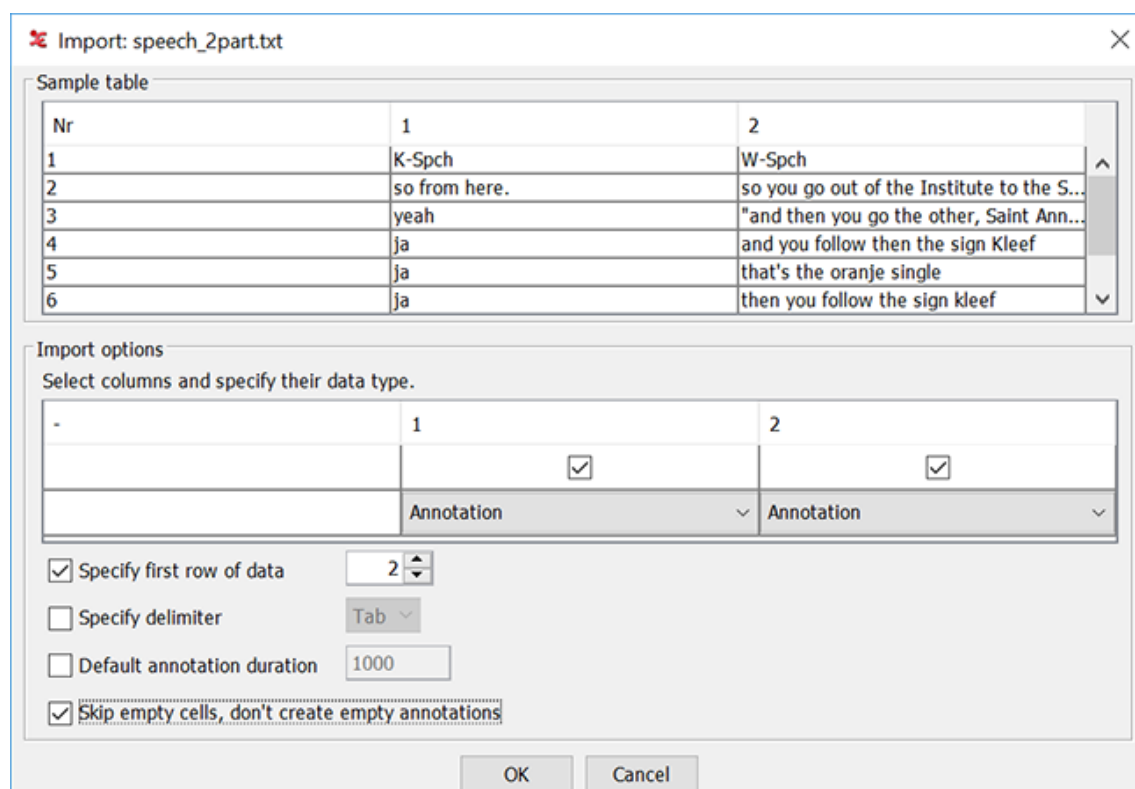 Import: speech_2part.txt
Sample table
Nr 1 2
1 K-Spch W-Spch
2 so from here. so you go out of the Institute to the S...
3 yeah "and then you go the other, Saint Ann...
4 ja and you follow then the sign Kleef
5 ja that's the oranje single
6 ja then you follow the sign kleef
Import options
Select columns and specify their data type.
- 1 2
Annotation Annotation
Specify first row of data 2
Specify delimiter Tab
Default annotation duration 1000
Skip empty cells, don't create empty annotations
OK Cancel